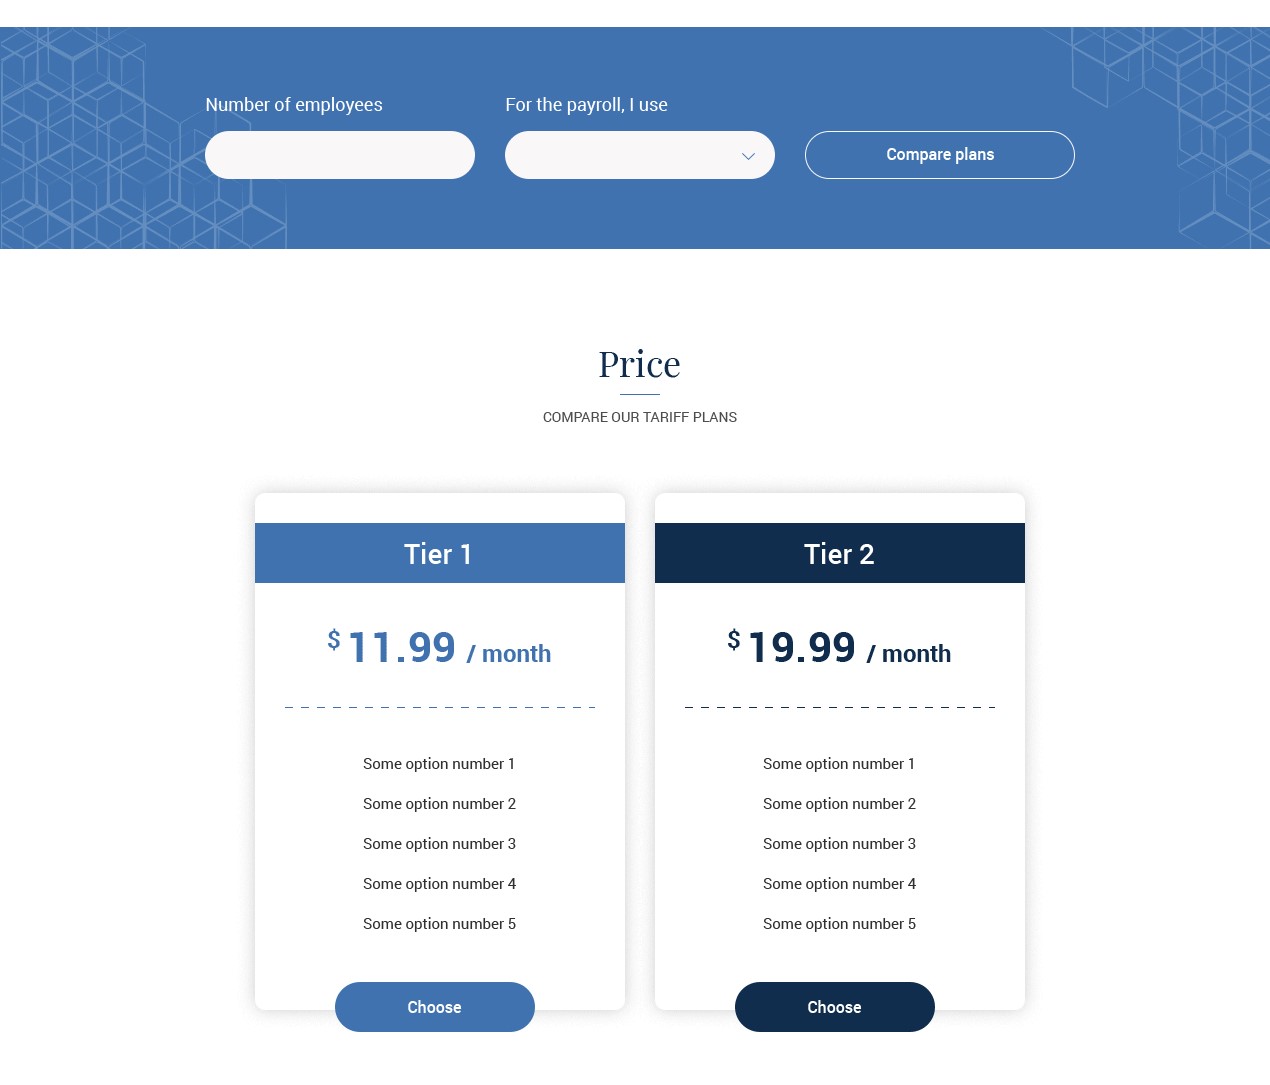 Number of employees
For the payroll, I use
Compare plans
Price
COMPARE OUR TARIFF PLANS
Tier 1
$ 11.99 / month
Some option number 1
Some option number 2
Some option number 3
Some option number 4
Some option number 5
Choose
Tier 2
$ 19.99 / month
Some option number 1
Some option number 2
Some option number 3
Some option number 4
Some option number 5
Choose